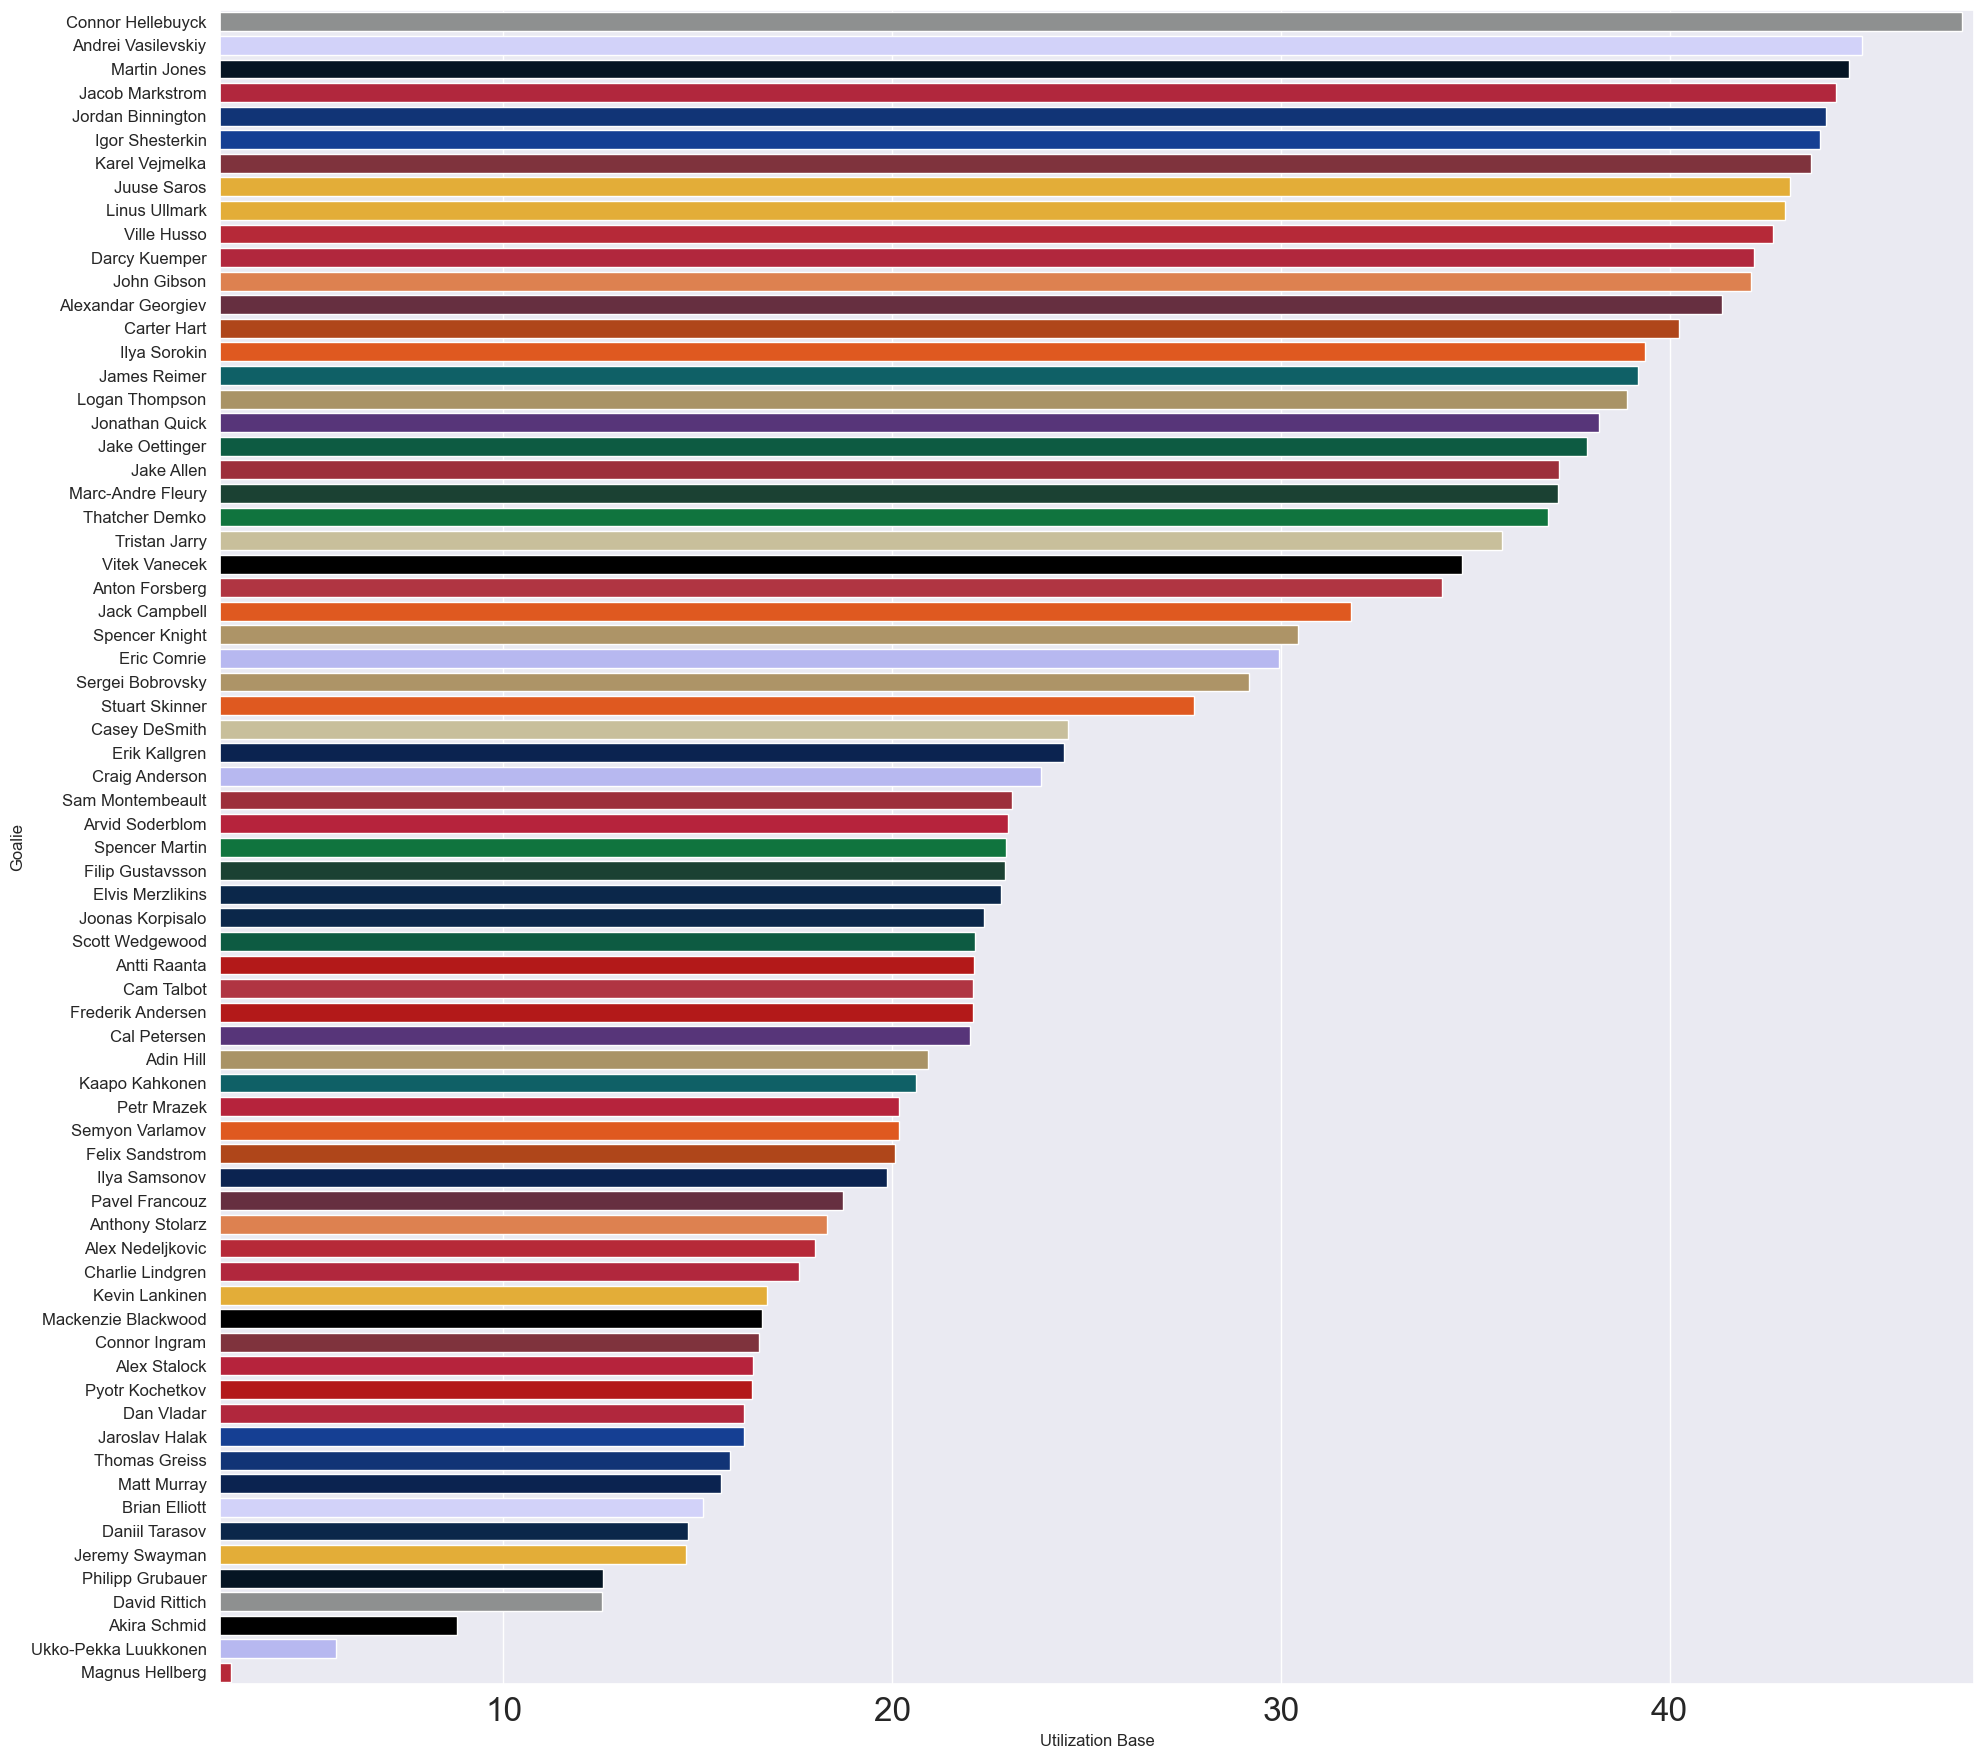 Connor Hellebuyck
Andrei Vasilevskiy
Martin Jones
Jacob Markstrom
Jordan Binnington
Igor Shesterkin
Karel Vejmelka
Juuse Saros
Linus Ullmark
Ville Husso
Darcy Kuemper
John Gibson
Alexandar Georgiev
Carter Hart
Ilya Sorokin
James Reimer
Logan Thompson
Jonathan Quick
Jake Oettinger
Jake Allen
Marc-Andre Fleury
Thatcher Demko
Tristan Jarry
Vitek Vanecek
Anton Forsberg
Jack Campbell
Spencer Knight
Eric Comrie
Sergei Bobrovsky
Stuart Skinner
Casey DeSmith
Erik Kallgren
Craig Anderson
Sam Montembeault
Arvid Soderblom
Spencer Martin
Filip Gustavsson
Elvis Merzlikins
Joonas Korpisalo
Scott Wedgewood
Antti Raanta
Cam Talbot
Frederik Andersen
Cal Petersen
Adin Hill
Kaapo Kahkonen
Petr Mrazek
Semyon Varlamov
Felix Sandstrom
Ilya Samsonov
Pavel Francouz
Anthony Stolarz
Alex Nedeljkovic
Charlie Lindgren
Kevin Lankinen
Mackenzie Blackwood
Connor Ingram
Alex Stalock
Pyotr Kochetkov
Dan Vladar
Jaroslav Halak
Thomas Greiss
Matt Murray
Brian Elliott
Daniil Tarasov
Jeremy Swayman
Philipp Grubauer
David Rittich
Akira Schmid
Ukko-Pekka Luukkonen
Magnus Hellberg
Goalie
10 20 30 40
Utilization Base